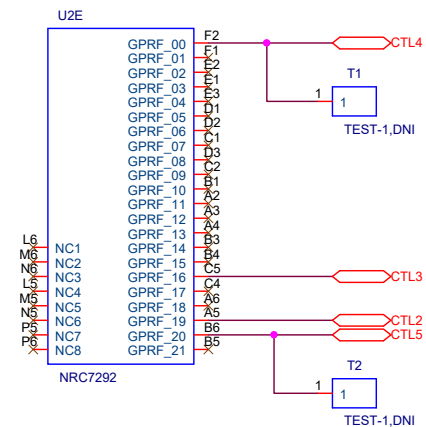 U2E
GPRF_00 F2 CTL4
GPRF_01 F1
GPRF_02 E2
GPRF_03 E1
GPRF_04 E3
GPRF_05 D1
GPRF_06 D2
GPRF_07 C1
GPRF_08 D3
GPRF_09 C2
GPRF_10 B1
GPRF_11 A2
GPRF_12 A3
GPRF_13 A4
L6 NC1 GPRF_14 B3
M6 NC2 GPRF_15 B4
N6 NC3 GPRF_16 C5 CTL3
L5 NC4 GPRF_17 C4
M5 NC5 GPRF_18 A6
N5 NC6 GPRF_19 A5 CTL2
P5 NC7 GPRF_20 B6 CTL5
P6 NC8 GPRF_21 B5
NRC7292
T1
1 1
TEST-1,DNI
T2
1 1
TEST-1,DNI